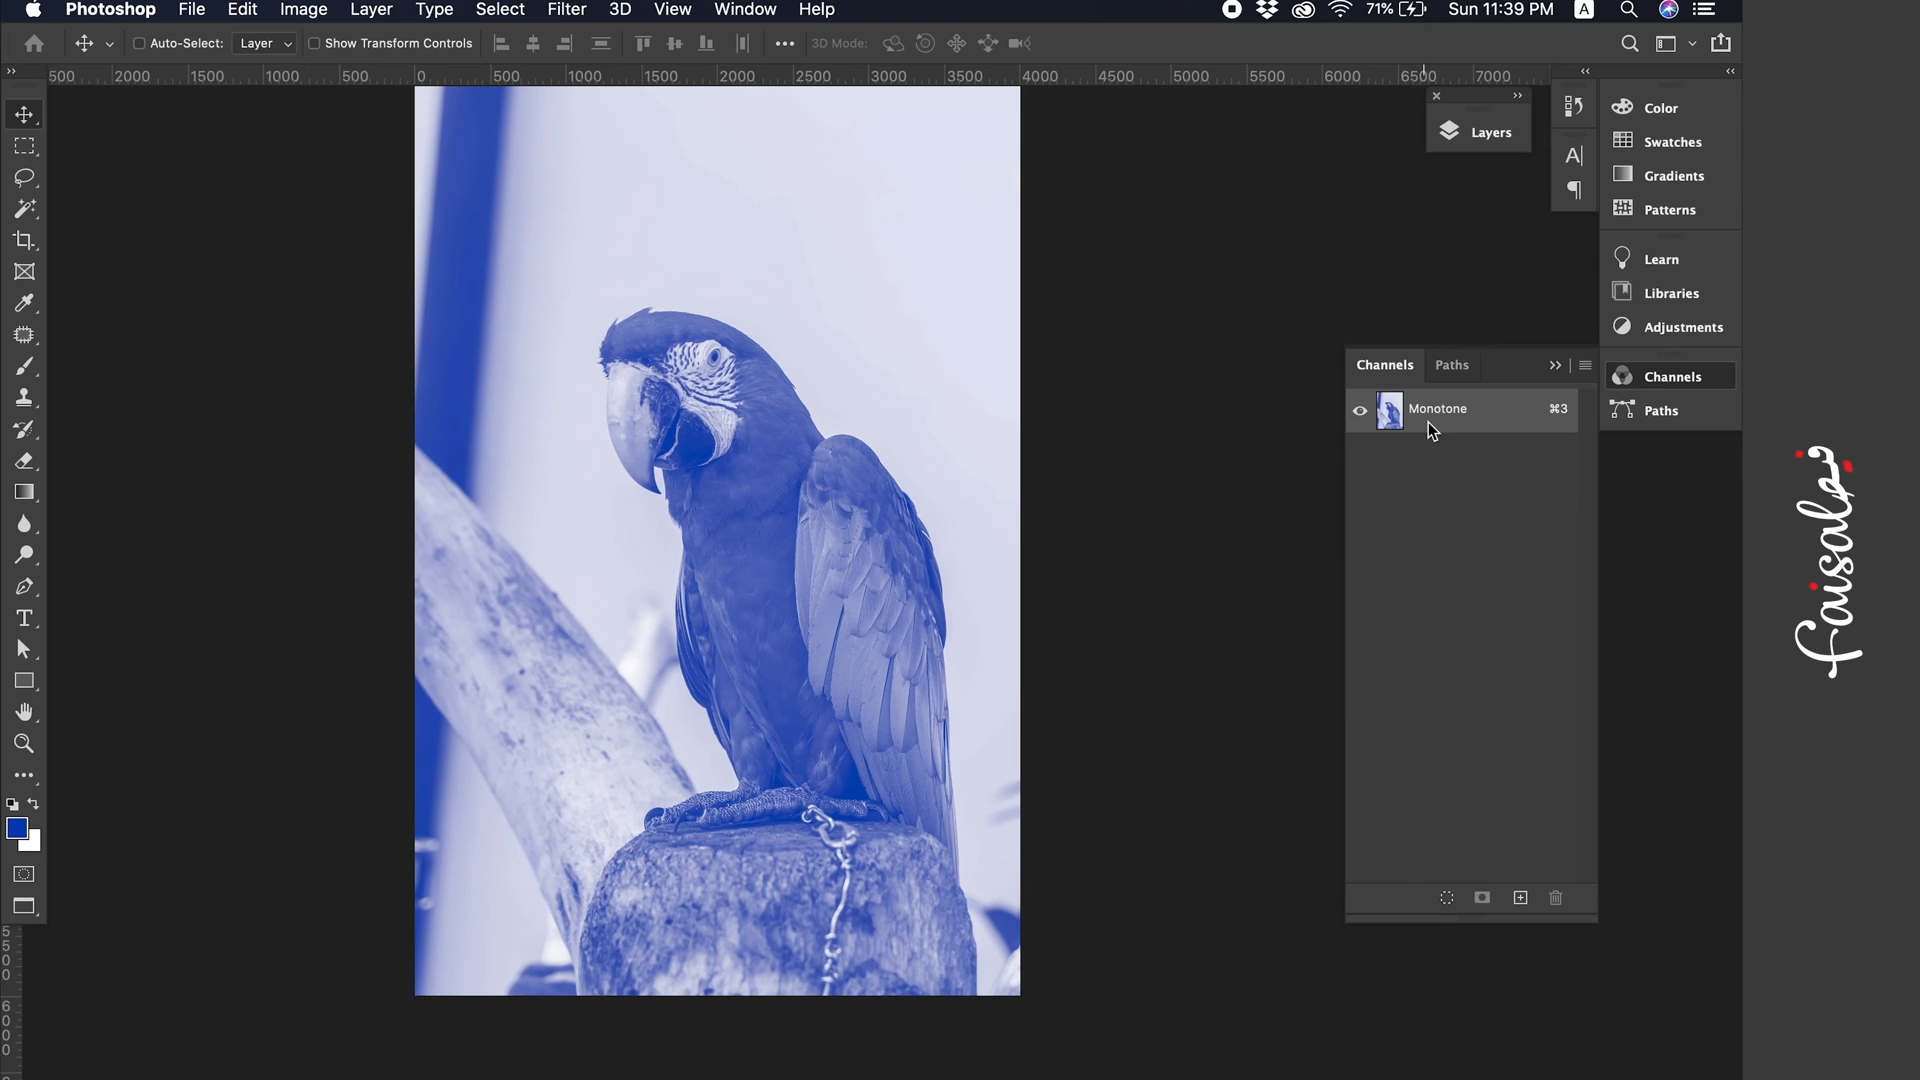 Photoshop File Edit Image Layer Type Select Filter 3D View Window Help 71% Sun 11:39 PM A
Auto-Select: Layer Show Transform Controls 3D Mode:
500 2000 1500 1000 500 0 500 1000 1500 2000 2500 3000 3500 4000 4500 5000 5500 6000 6500 7000
Layers
Color
Swatches
Gradients
Patterns
Learn
Libraries
Adjustments
Channels
Paths
Channels Paths
Monotone ⌘3
5500
6000
faisalpj